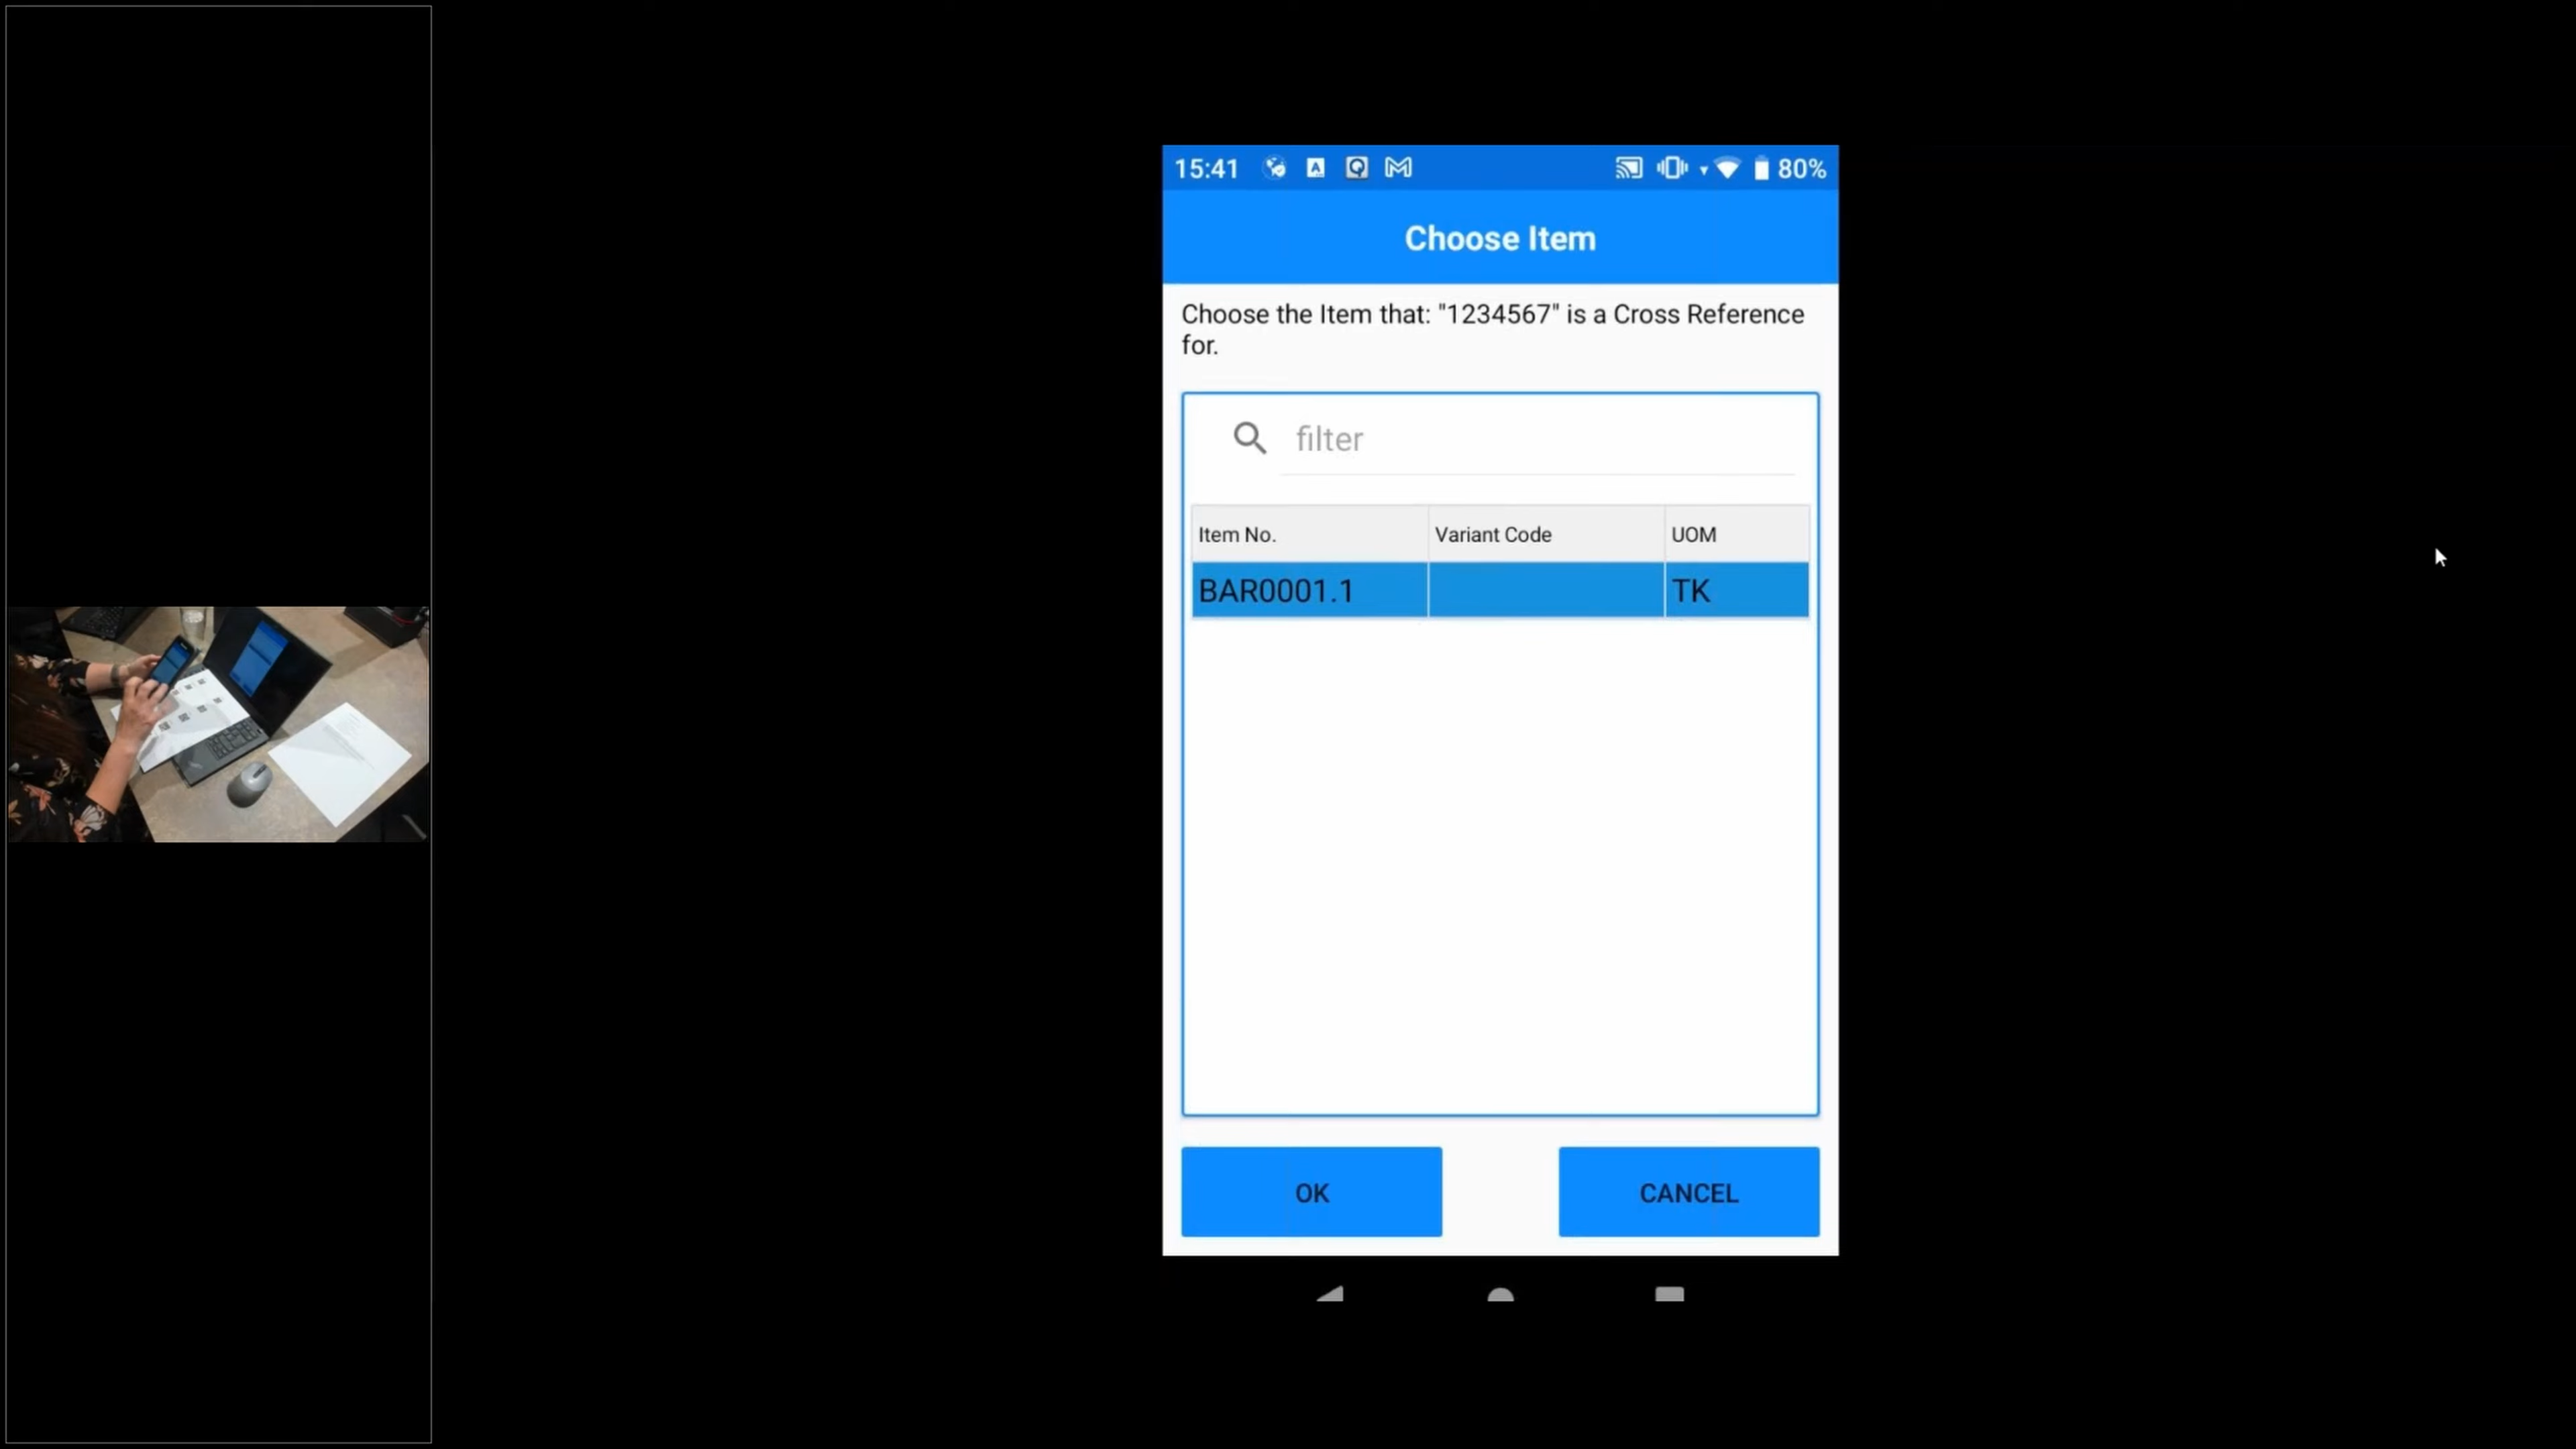 15:41
80%
Choose Item
Choose the Item that: "1234567" is a Cross Reference
for.
filter
Item No. Variant Code UOM
BAR0001.1 TK
OK CANCEL